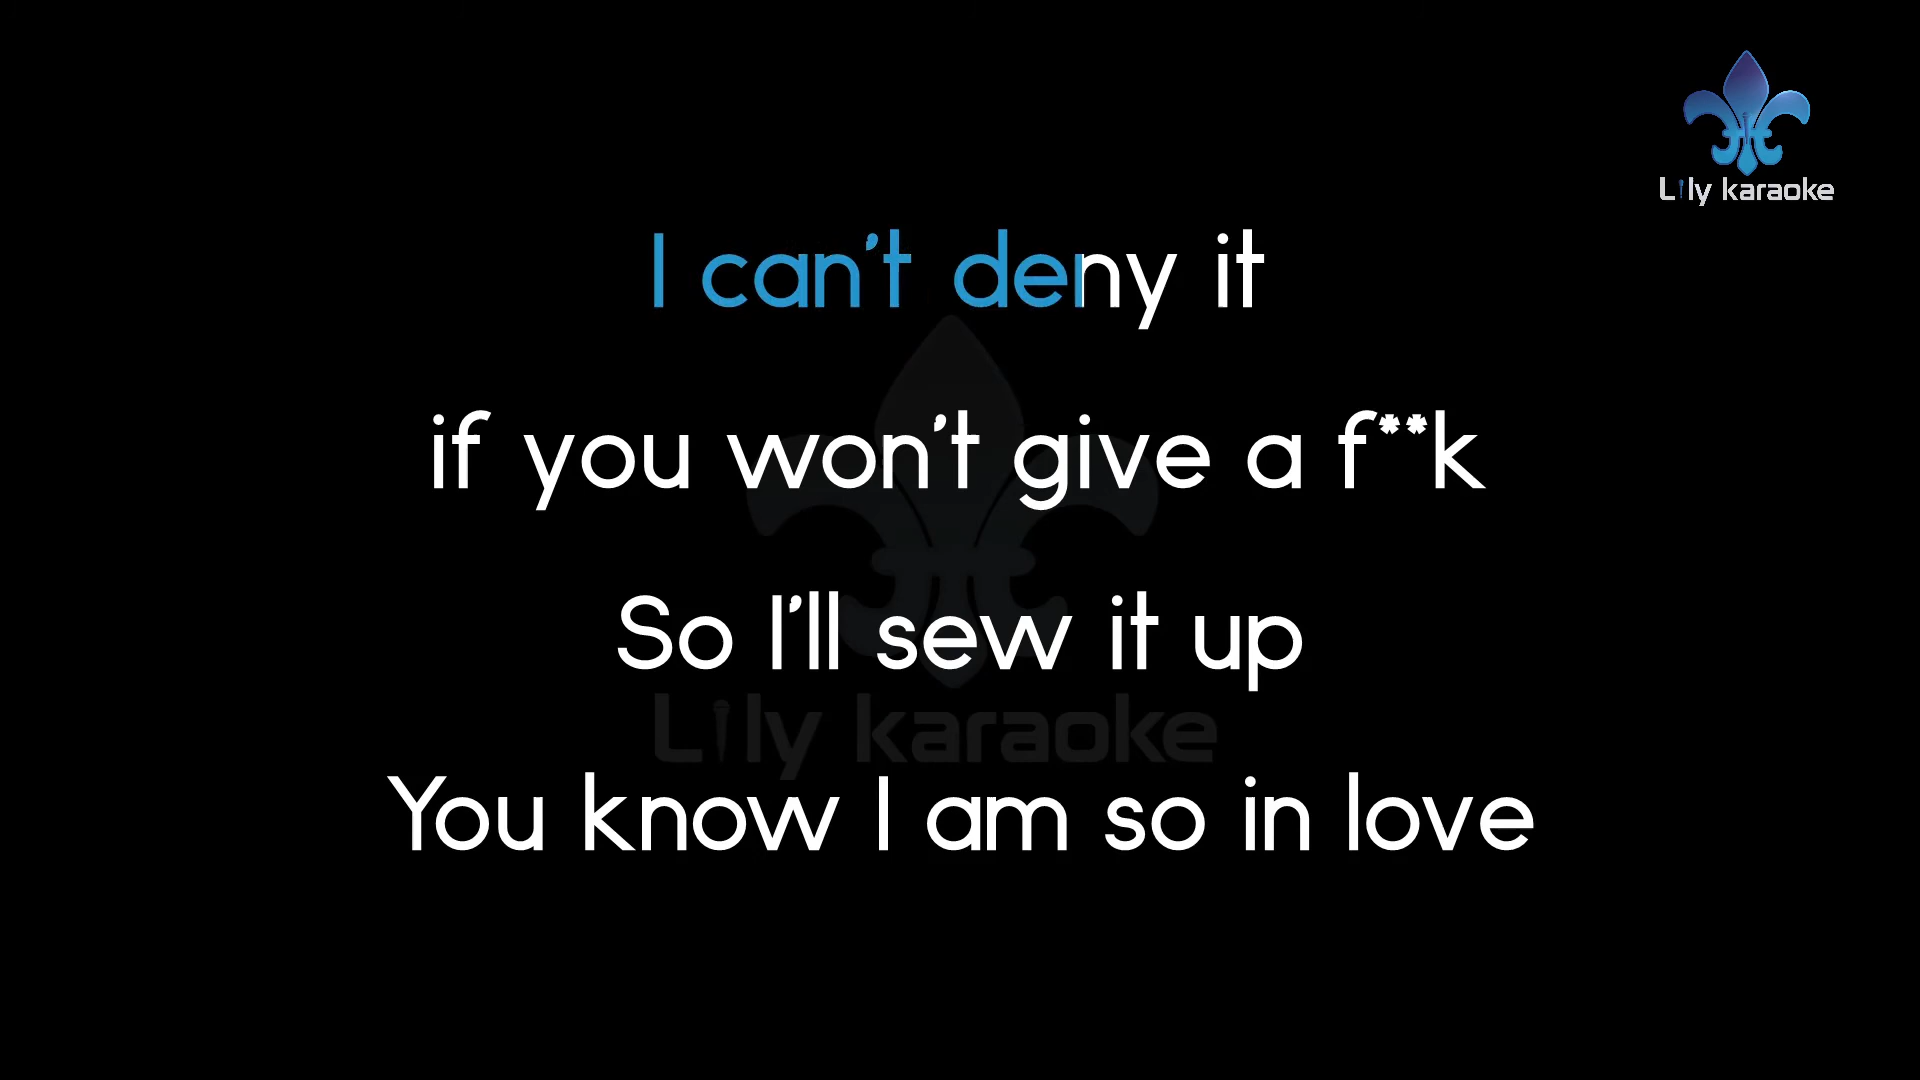 Lily karaoke
I can't deny it
if you won't give a f**k
So I'll sew it up
Lily karaoke
You know I am so in love